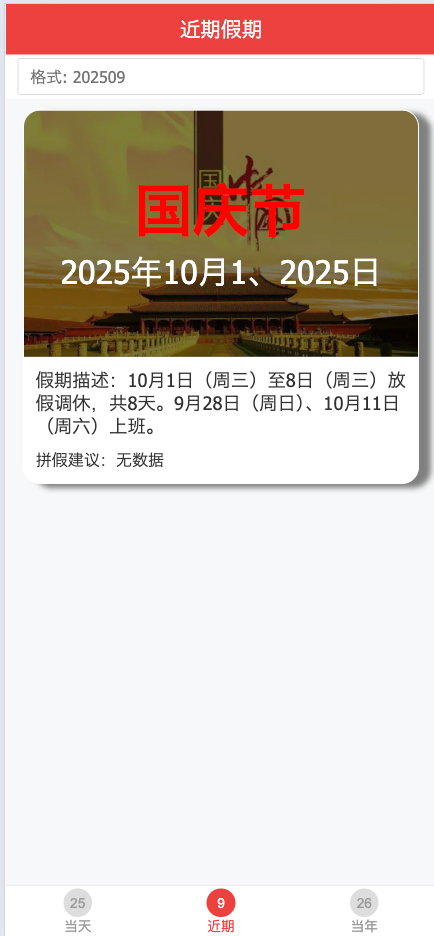 近期假期
格式: 202509
国庆
国庆节
2025年10月1、2025日
假期描述：10月1日（周三）至8日（周三）放
假调休，共8天。9月28日（周日）、10月11日
（周六）上班。
拼假建议：无数据
25 9 26
当天 近期 当年